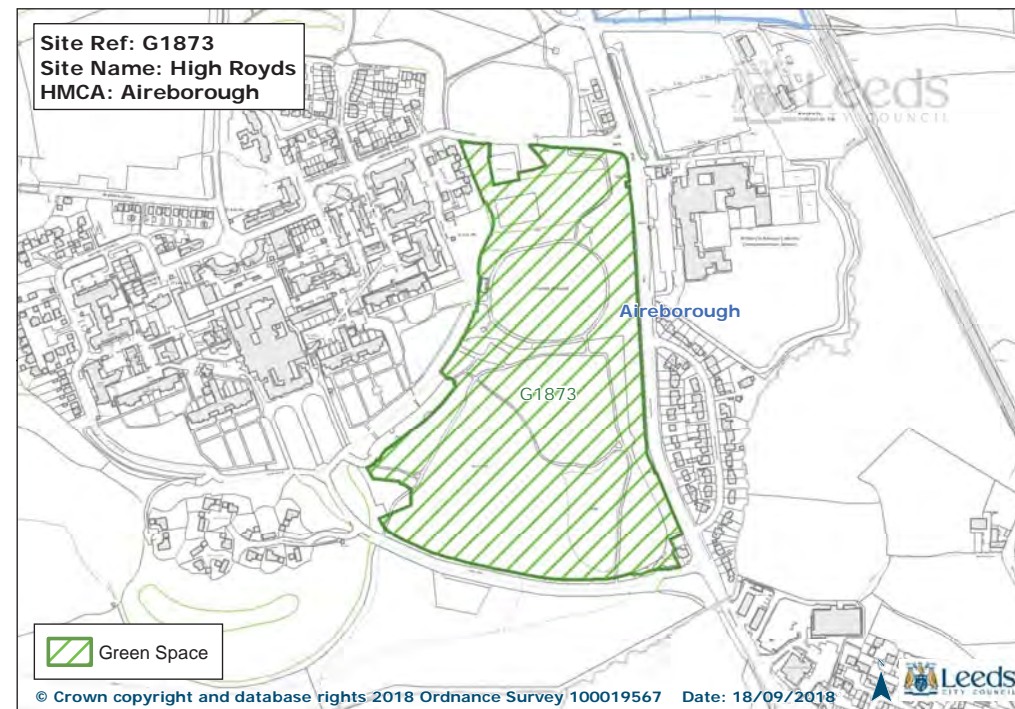 Site Ref: G1873
Site Name: High Royds
HMCA: Aireborough
Leeds
CITY COUNCIL
Aireborough
G1873
Green Space
© Crown copyright and database rights 2018 Ordnance Survey 100019567 Date: 18/09/2018
N
Leeds
CITY COUNCIL